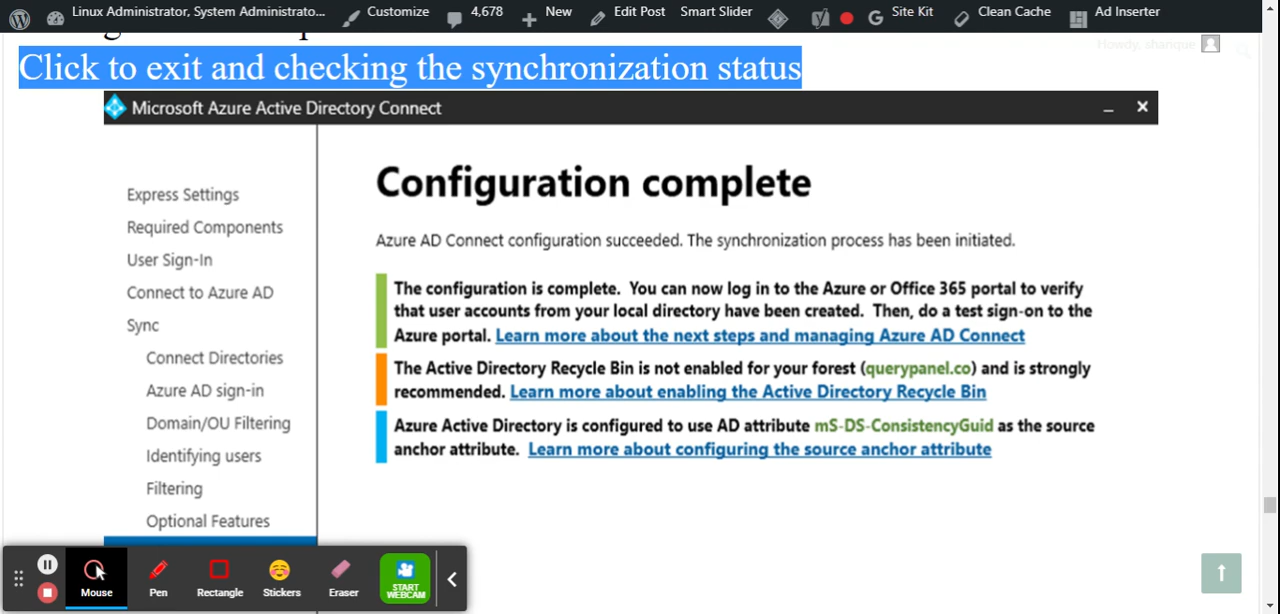 Linux Administrator, System Administrato... Customize 4,678 New Edit Post Smart Slider Site Kit Clean Cache Ad Inserter
Howdy, sharique
Click to exit and checking the synchronization status
Microsoft Azure Active Directory Connect
Configuration complete
Express Settings
Required Components
User Sign-In
Connect to Azure AD
Sync
Connect Directories
Azure AD sign-in
Domain/OU Filtering
Identifying users
Filtering
Optional Features
Azure AD Connect configuration succeeded. The synchronization process has been initiated.
The configuration is complete. You can now log in to the Azure or Office 365 portal to verify
that user accounts from your local directory have been created. Then, do a test sign-on to the
Azure portal. Learn more about the next steps and managing Azure AD Connect
The Active Directory Recycle Bin is not enabled for your forest (querypanel.co) and is strongly
recommended. Learn more about enabling the Active Directory Recycle Bin
Azure Active Directory is configured to use AD attribute mS-DS-ConsistencyGuid as the source
anchor attribute. Learn more about configuring the source anchor attribute
Mouse Pen Rectangle Stickers Eraser
START
WEBCAM